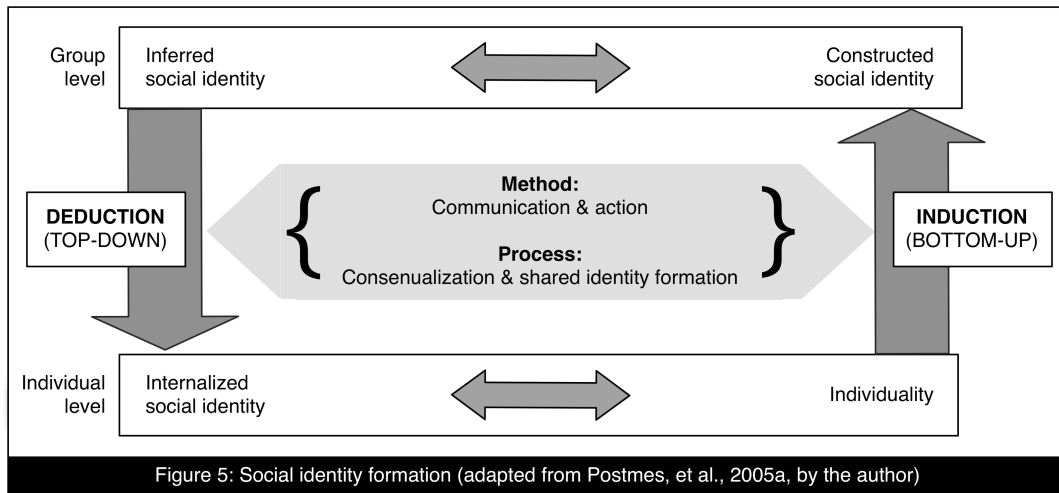 Group
level
Inferred
social identity
Constructed
social identity
DEDUCTION
(TOP-DOWN)
{
Method:
Communication & action
Process:
Consenualization & shared identity formation
}
INDUCTION
(BOTTOM-UP)
Individual
level
Internalized
social identity
Individuality
Figure 5: Social identity formation (adapted from Postmes, et al., 2005a, by the author)